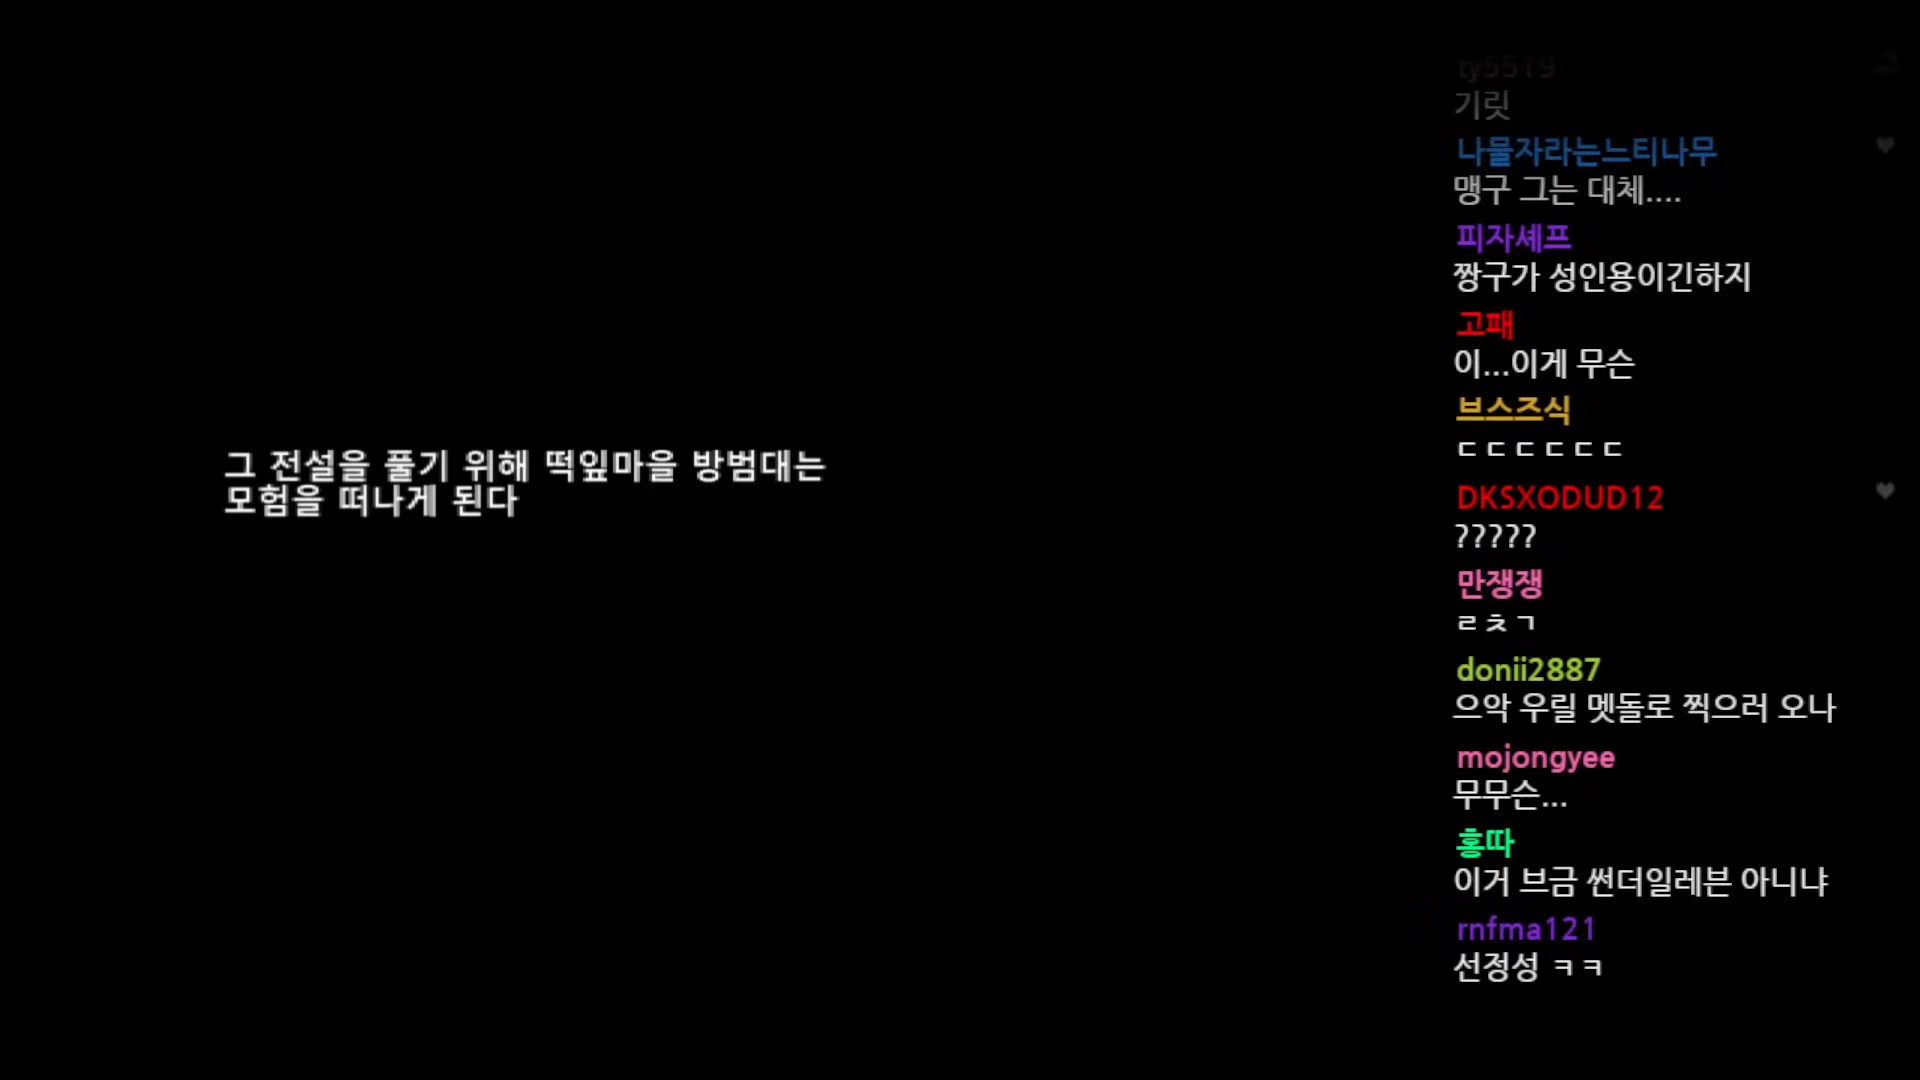 그 전설을 풀기 위해 떡잎마을 방범대는
모험을 떠나게 된다
ty5519
기릿
나물자라는느티나무
맹구 그는 대체....
피자셰프
짱구가 성인용이긴하지
고패
이...이게 무슨
브스즈식
ㄷㄷㄷㄷㄷㄷ
DKSXODUD12
?????
만쟁쟁
ㄹㅊㄱ
donii2887
으악 우릴 멧돌로 찍으러 오나
mojongyee
무무슨...
홍따
이거 브금 썬더일레븐 아니냐
rnfma121
선정성 ㅋㅋ